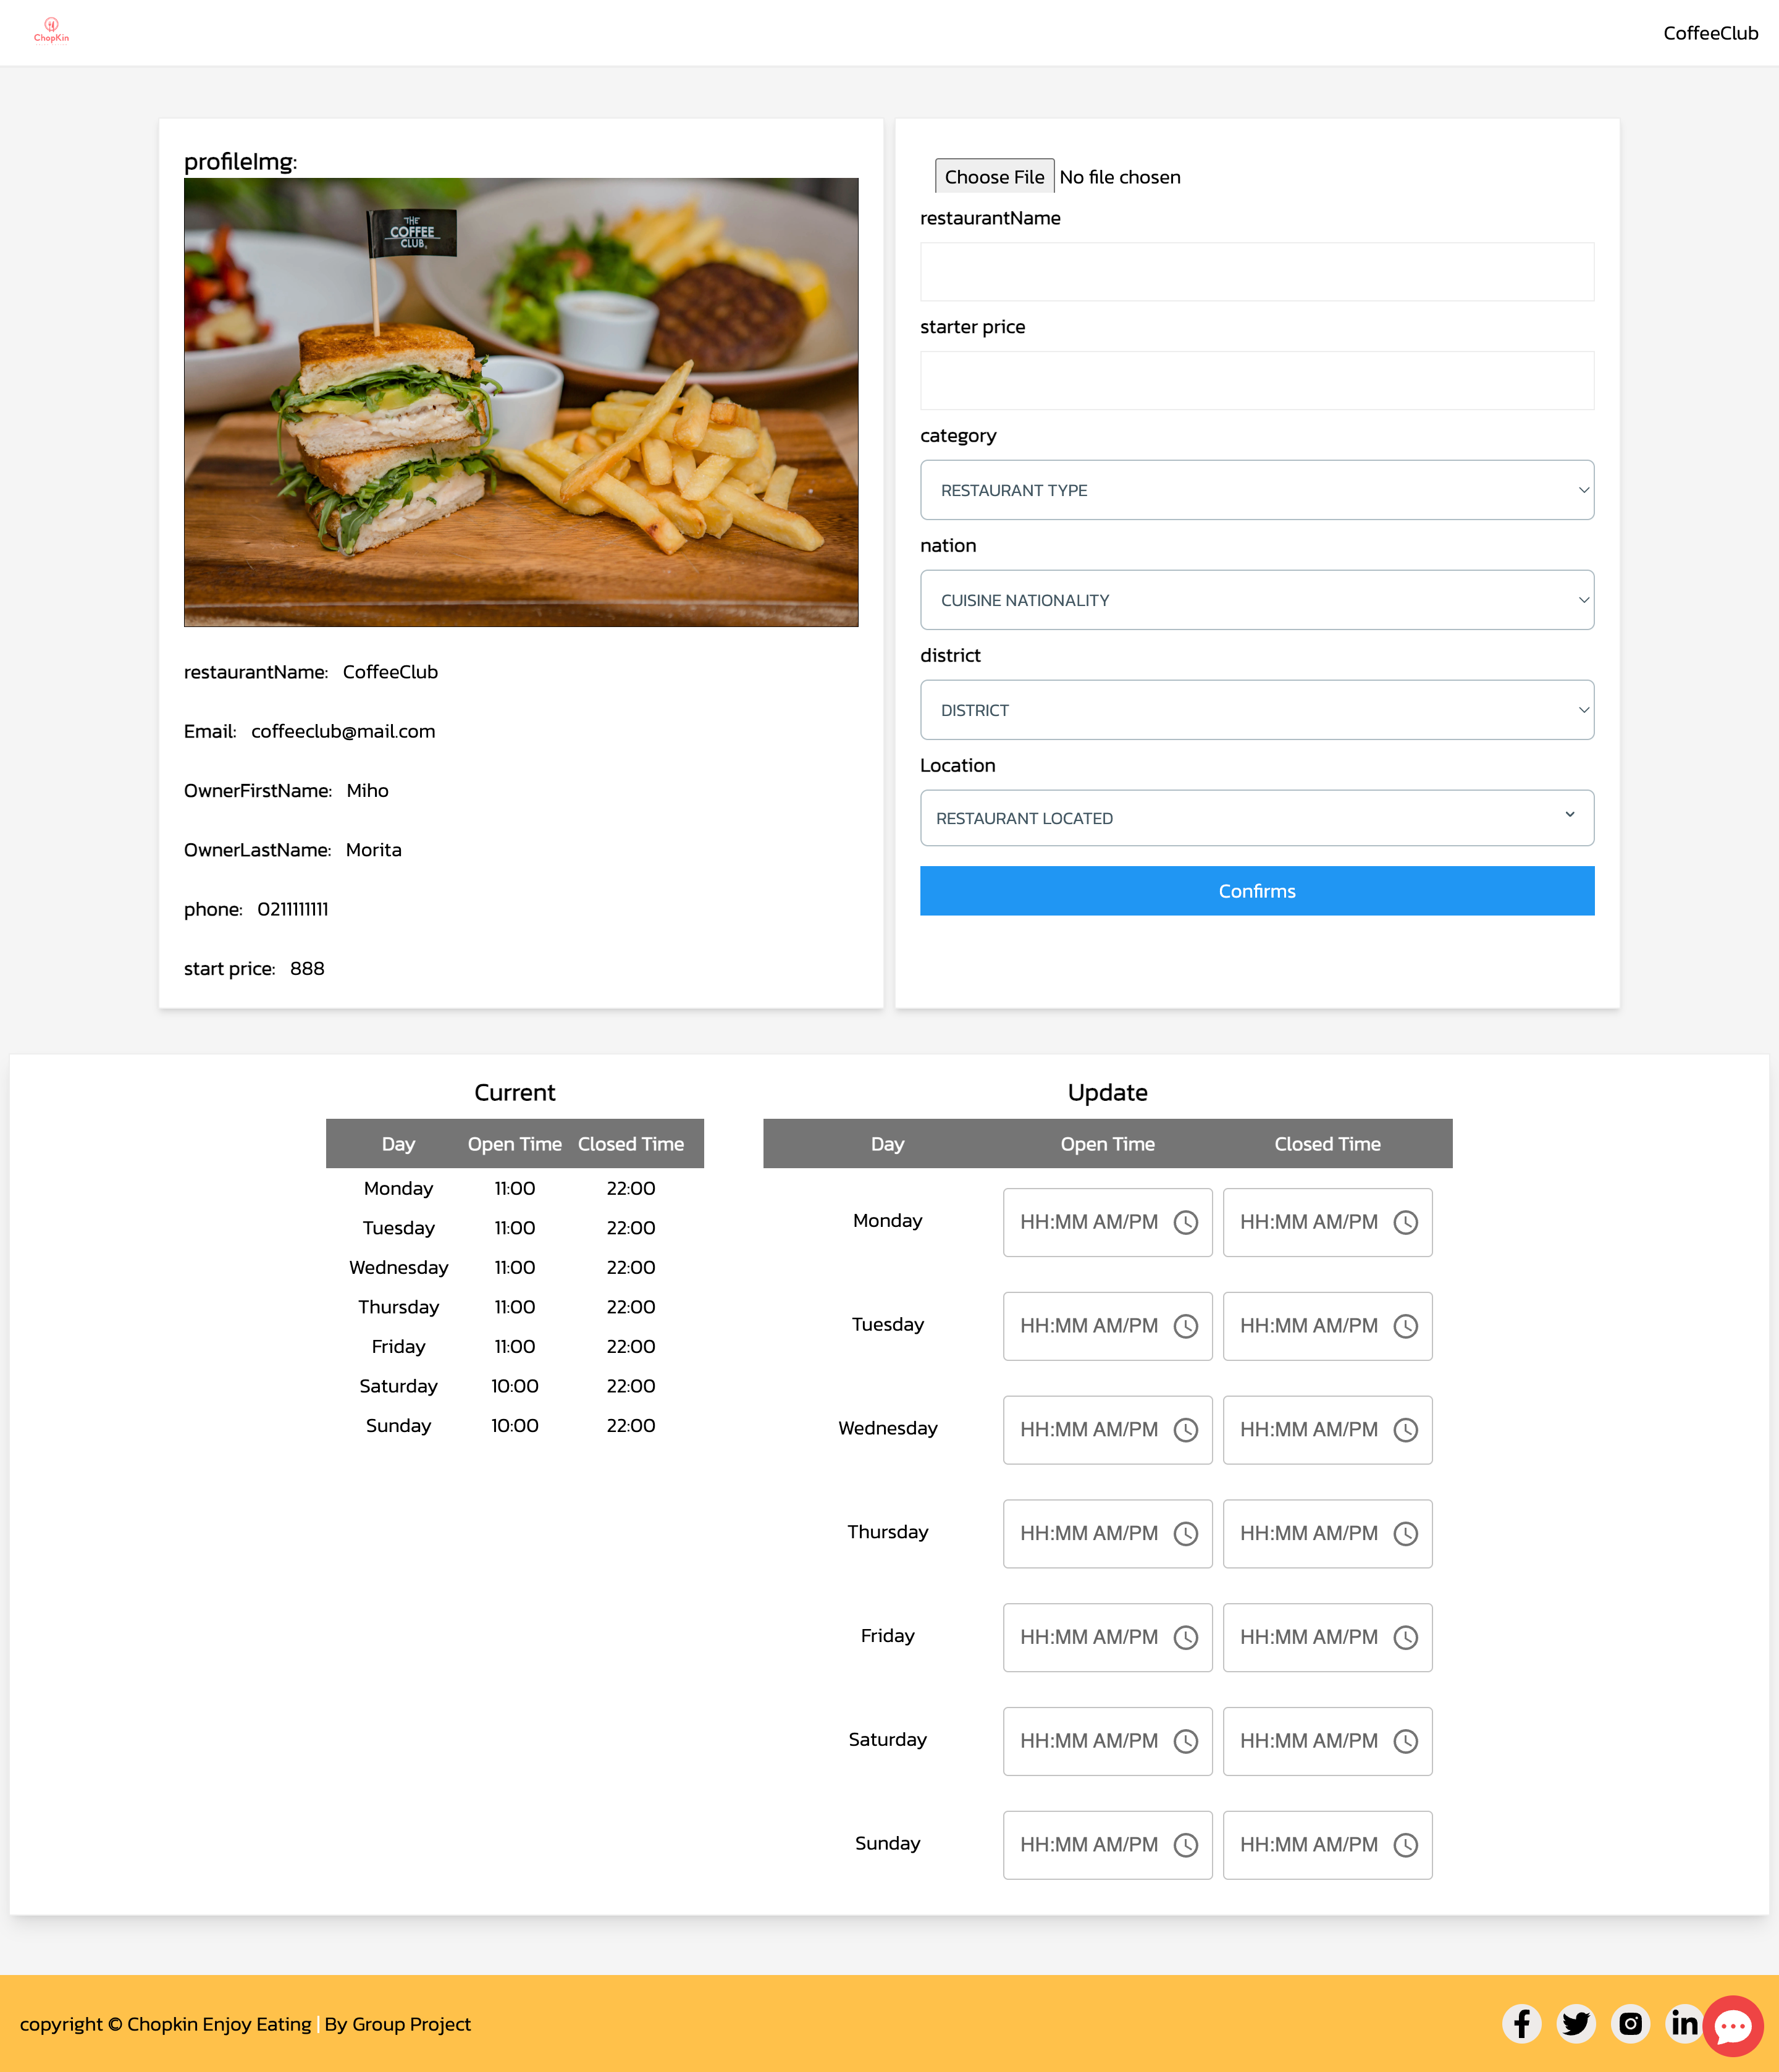 ChopKin
CoffeeClub
profileImg:
THE
COFFEE
CLUB
restaurantName: CoffeeClub
Email: coffeeclub@mail.com
OwnerFirstName: Miho
OwnerLastName: Morita
phone: 0211111111
start price: 888
Choose File No file chosen
restaurantName
starter price
category
RESTAURANT TYPE
nation
CUISINE NATIONALITY
district
DISTRICT
Location
RESTAURANT LOCATED
Confirms
Current
Day Open Time Closed Time
Monday 11:00 22:00
Tuesday 11:00 22:00
Wednesday 11:00 22:00
Thursday 11:00 22:00
Friday 11:00 22:00
Saturday 10:00 22:00
Sunday 10:00 22:00
Update
Day Open Time Closed Time
Monday HH:MM AM/PM HH:MM AM/PM
Tuesday HH:MM AM/PM HH:MM AM/PM
Wednesday HH:MM AM/PM HH:MM AM/PM
Thursday HH:MM AM/PM HH:MM AM/PM
Friday HH:MM AM/PM HH:MM AM/PM
Saturday HH:MM AM/PM HH:MM AM/PM
Sunday HH:MM AM/PM HH:MM AM/PM
copyright © Chopkin Enjoy Eating | By Group Project